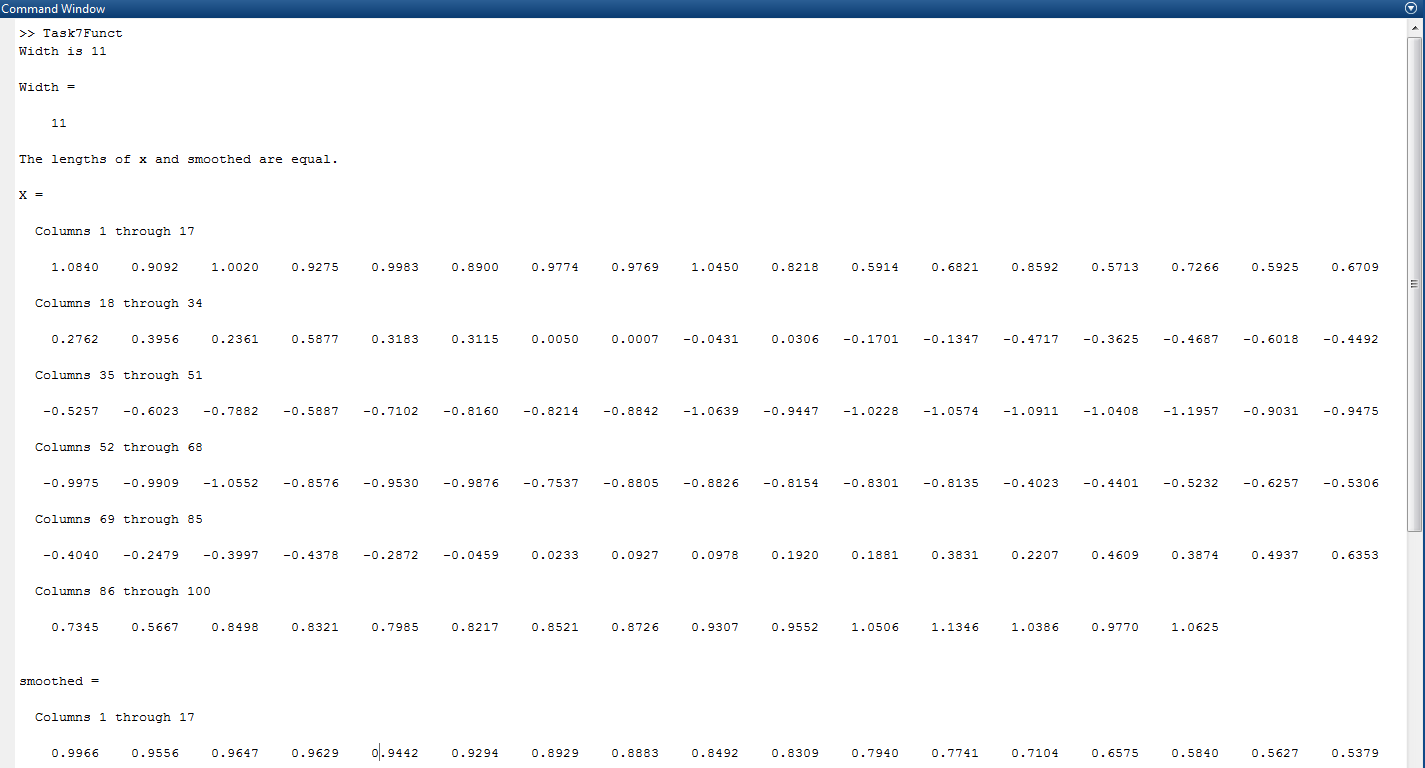 Command Window
>> Task7Funct
Width is 11
Width =
11
The lengths of x and smoothed are equal.
X =
Columns 1 through 17
1.0840 0.9092 1.0020 0.9275 0.9983 0.8900 0.9774 0.9769 1.0450 0.8218 0.5914 0.6821 0.8592 0.5713 0.7266 0.5925 0.6709
Columns 18 through 34
0.2762 0.3956 0.2361 0.5877 0.3183 0.3115 0.0050 0.0007 -0.0431 0.0306 -0.1701 -0.1347 -0.4717 -0.3625 -0.4687 -0.6018 -0.4492
Columns 35 through 51
-0.5257 -0.6023 -0.7882 -0.5887 -0.7102 -0.8160 -0.8214 -0.8842 -1.0639 -0.9447 -1.0228 -1.0574 -1.0911 -1.0408 -1.1957 -0.9031 -0.9475
Columns 52 through 68
-0.9975 -0.9909 -1.0552 -0.8576 -0.9530 -0.9876 -0.7537 -0.8805 -0.8826 -0.8154 -0.8301 -0.8135 -0.4023 -0.4401 -0.5232 -0.6257 -0.5306
Columns 69 through 85
-0.4040 -0.2479 -0.3997 -0.4378 -0.2872 -0.0459 0.0233 0.0927 0.0978 0.1920 0.1881 0.3831 0.2207 0.4609 0.3874 0.4937 0.6353
Columns 86 through 100
0.7345 0.5667 0.8498 0.8321 0.7985 0.8217 0.8521 0.8726 0.9307 0.9552 1.0506 1.1346 1.0386 0.9770 1.0625
smoothed =
Columns 1 through 17
0.9966 0.9556 0.9647 0.9629 0.9442 0.9294 0.8929 0.8883 0.8492 0.8309 0.7940 0.7741 0.7104 0.6575 0.5840 0.5627 0.5379